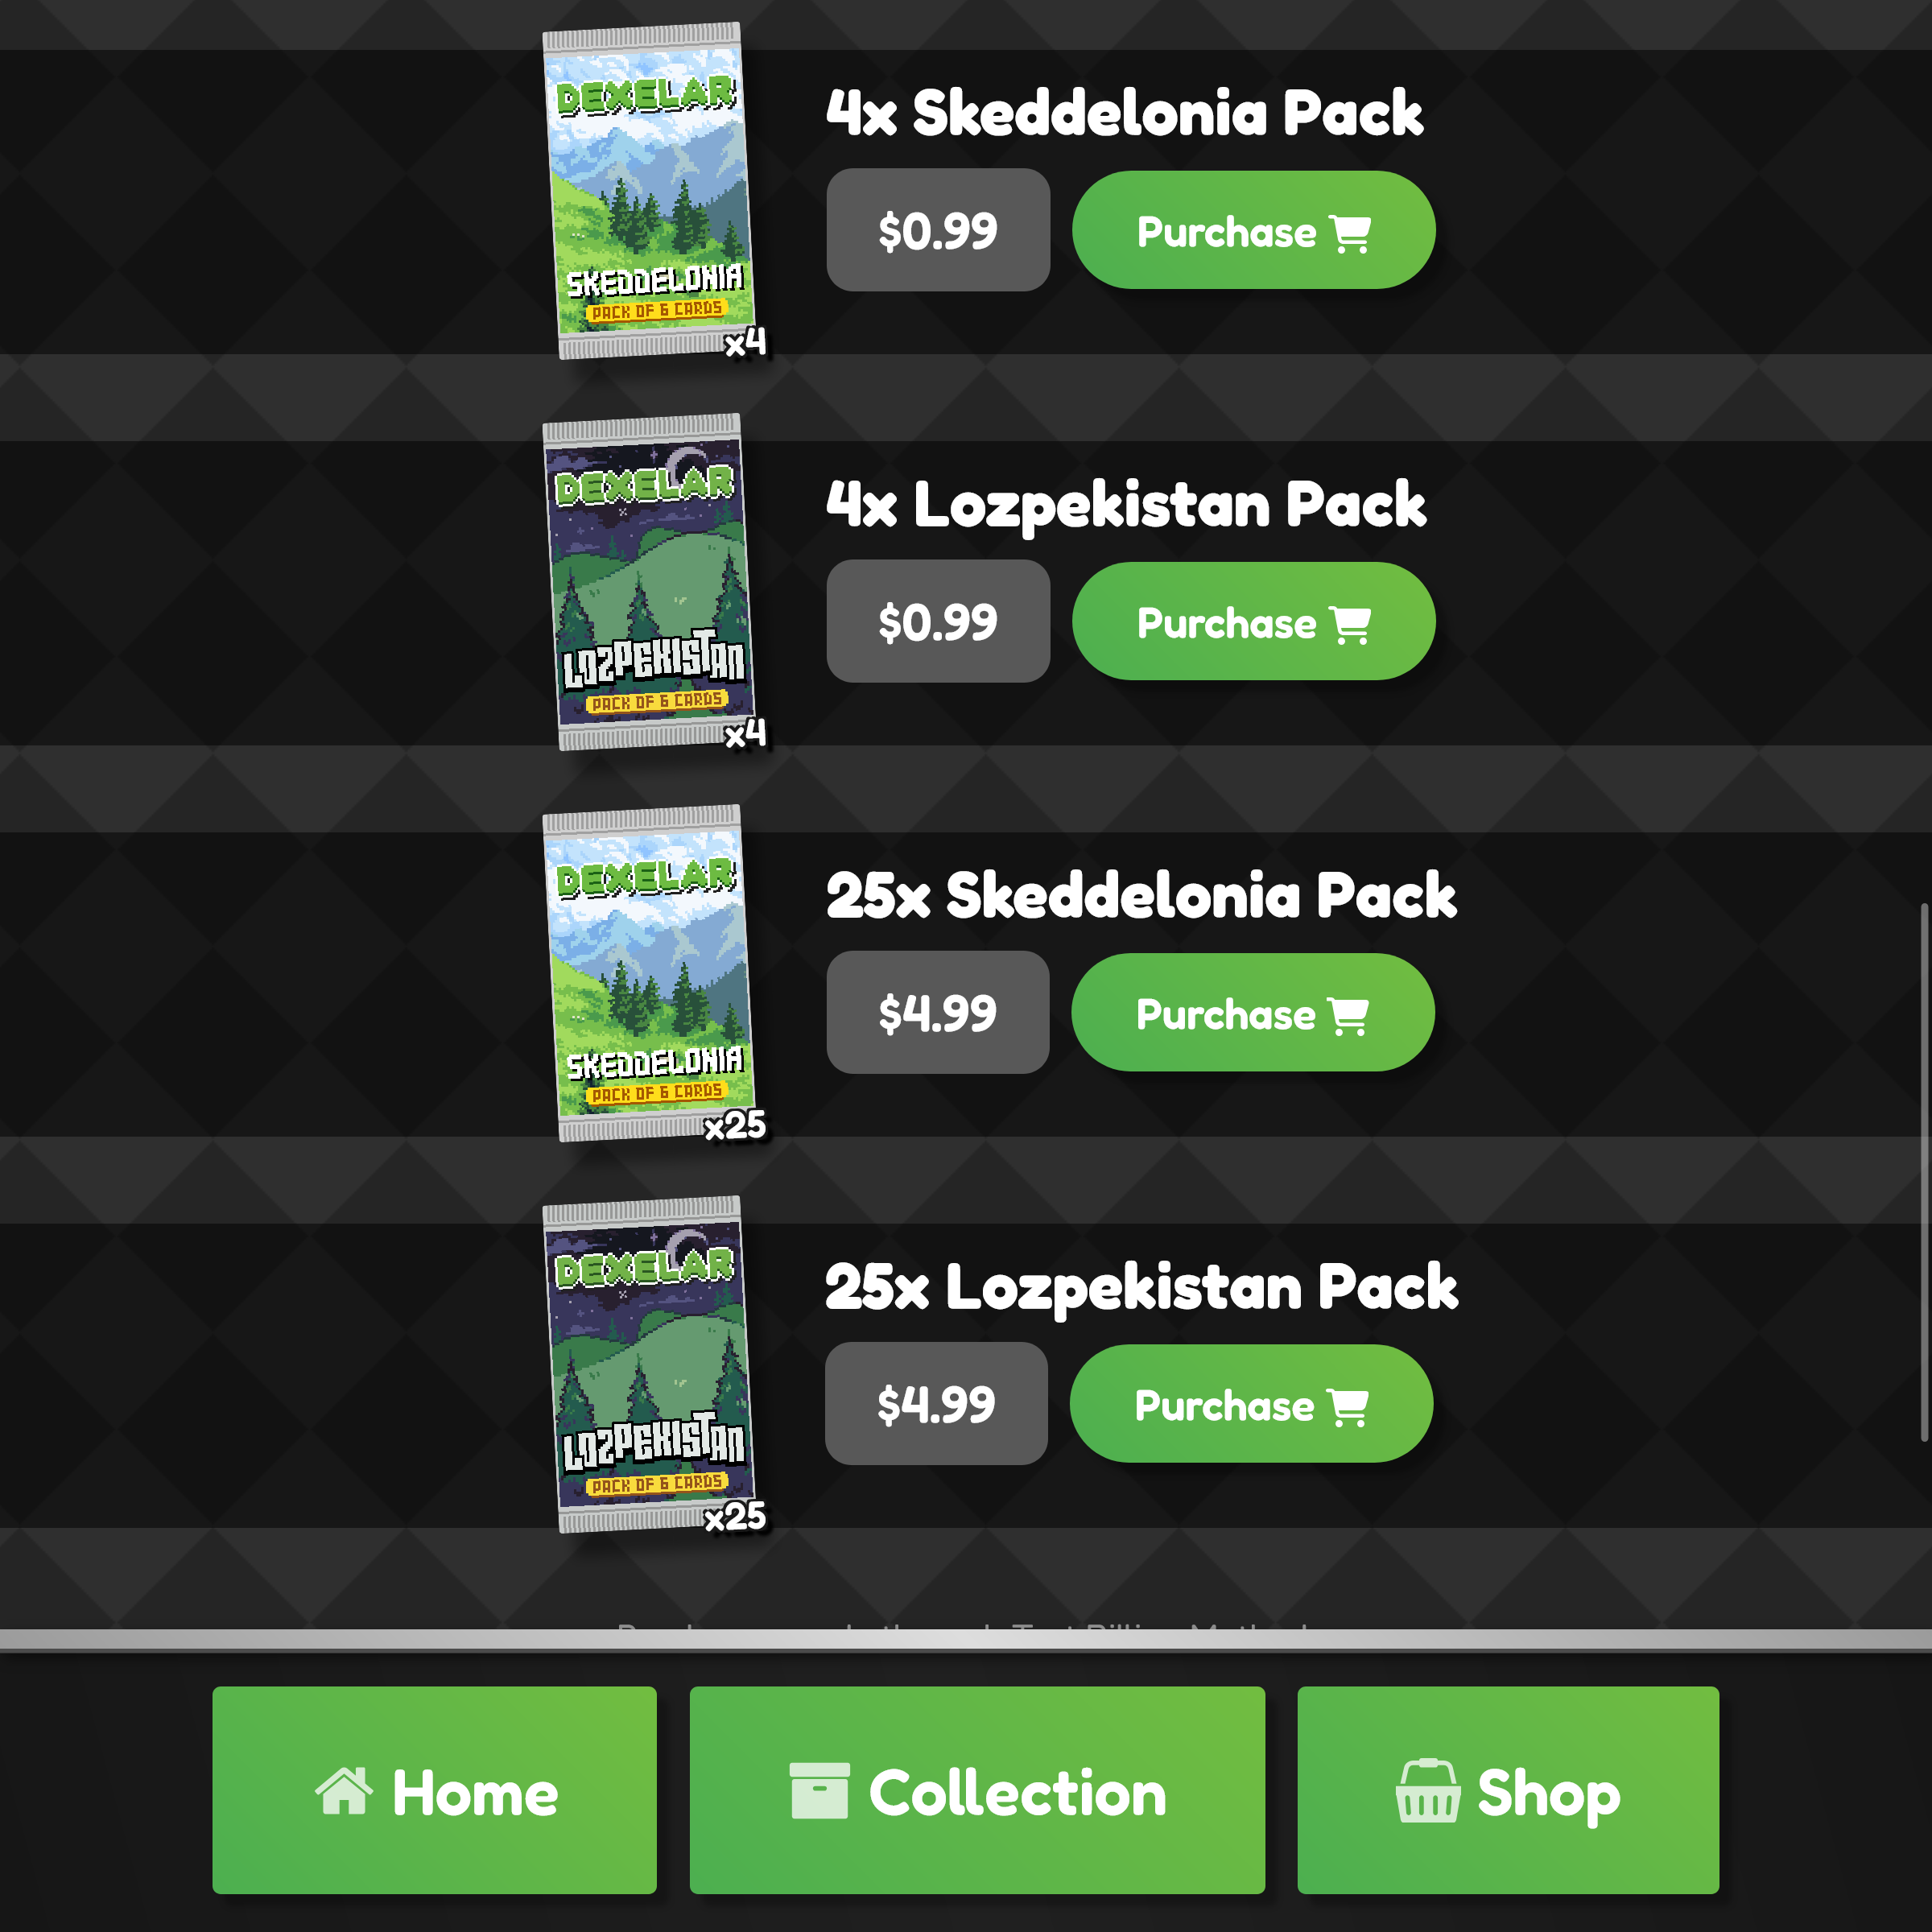 DEXELAR
SKEDDELONIA
PACK OF 6 CARDS
x4
4x Skeddelonia Pack
$0.99
Purchase
DEXELAR
LOZPEKISTAN
PACK OF 6 CARDS
x4
4x Lozpekistan Pack
$0.99
Purchase
DEXELAR
SKEDDELONIA
PACK OF 6 CARDS
x25
25x Skeddelonia Pack
$4.99
Purchase
DEXELAR
LOZPEKISTAN
PACK OF 6 CARDS
x25
25x Lozpekistan Pack
$4.99
Purchase
Home
Collection
Shop